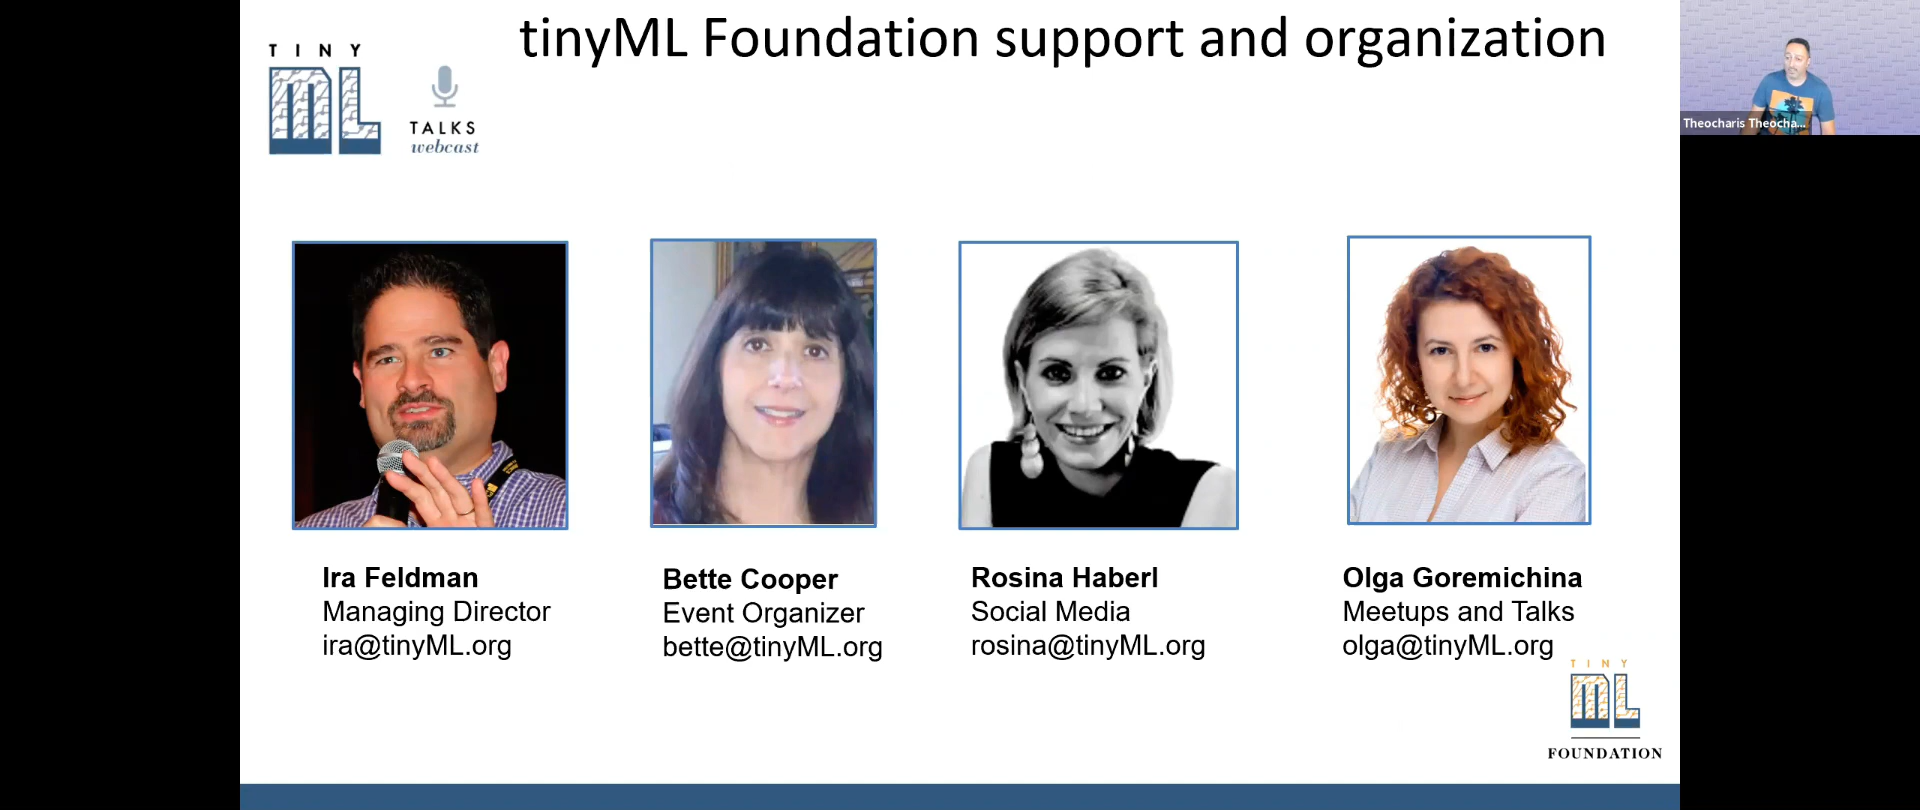 tinyML Foundation support and organization
TINY
ML
TALKS
webcast
Theocharis Theocha...
Ira Feldman
Managing Director
ira@tinyML.org
Bette Cooper
Event Organizer
bette@tinyML.org
Rosina Haberl
Social Media
rosina@tinyML.org
Olga Goremichina
Meetups and Talks
olga@tinyML.org
TINY
ML
FOUNDATION